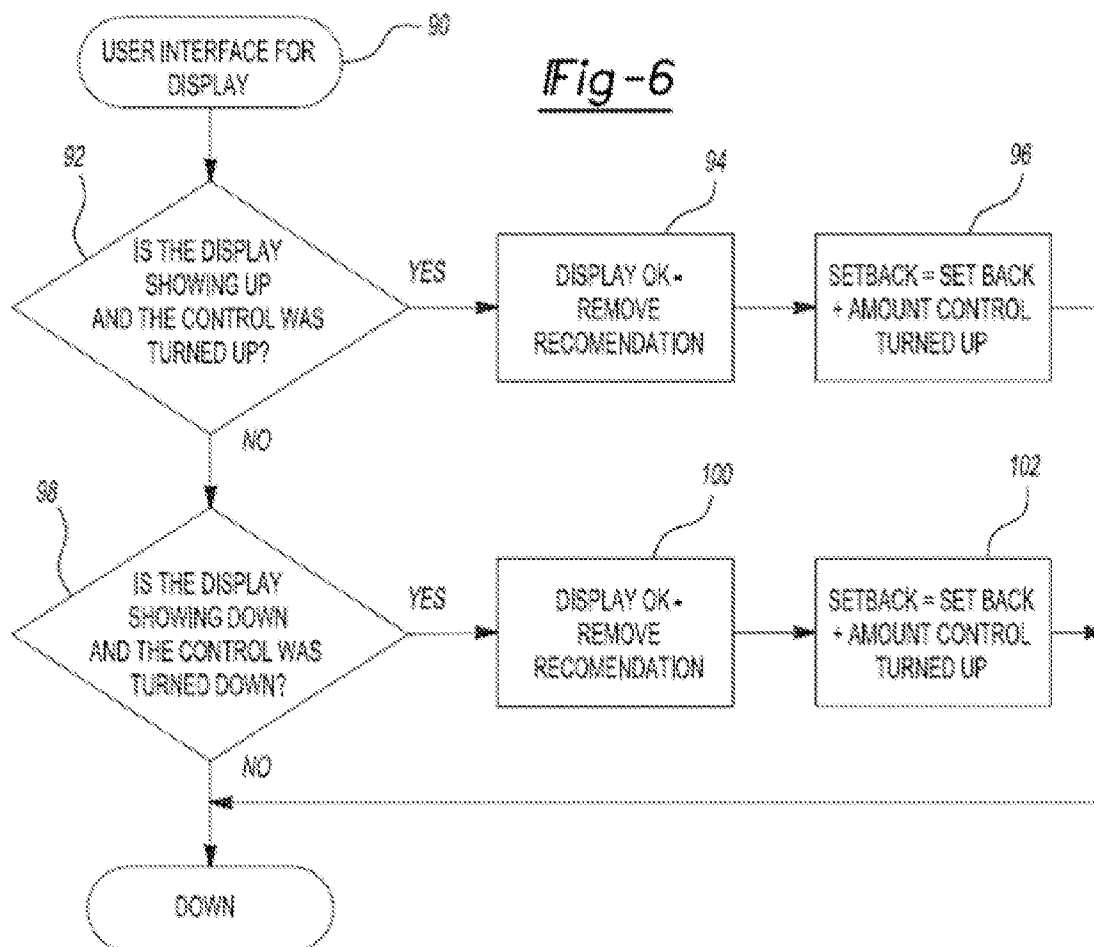 USER INTERFACE FOR
DISPLAY
90
Fig-6
92
IS THE DISPLAY
SHOWING UP
AND THE CONTROL WAS
TURNED UP?
YES
94
DISPLAY OK -
REMOVE
RECOMENDATION
96
SETBACK = SET BACK
+ AMOUNT CONTROL
TURNED UP
NO
98
IS THE DISPLAY
SHOWING DOWN
AND THE CONTROL WAS
TURNED DOWN?
YES
100
DISPLAY OK -
REMOVE
RECOMENDATION
102
SETBACK = SET BACK
+ AMOUNT CONTROL
TURNED UP
NO
DOWN